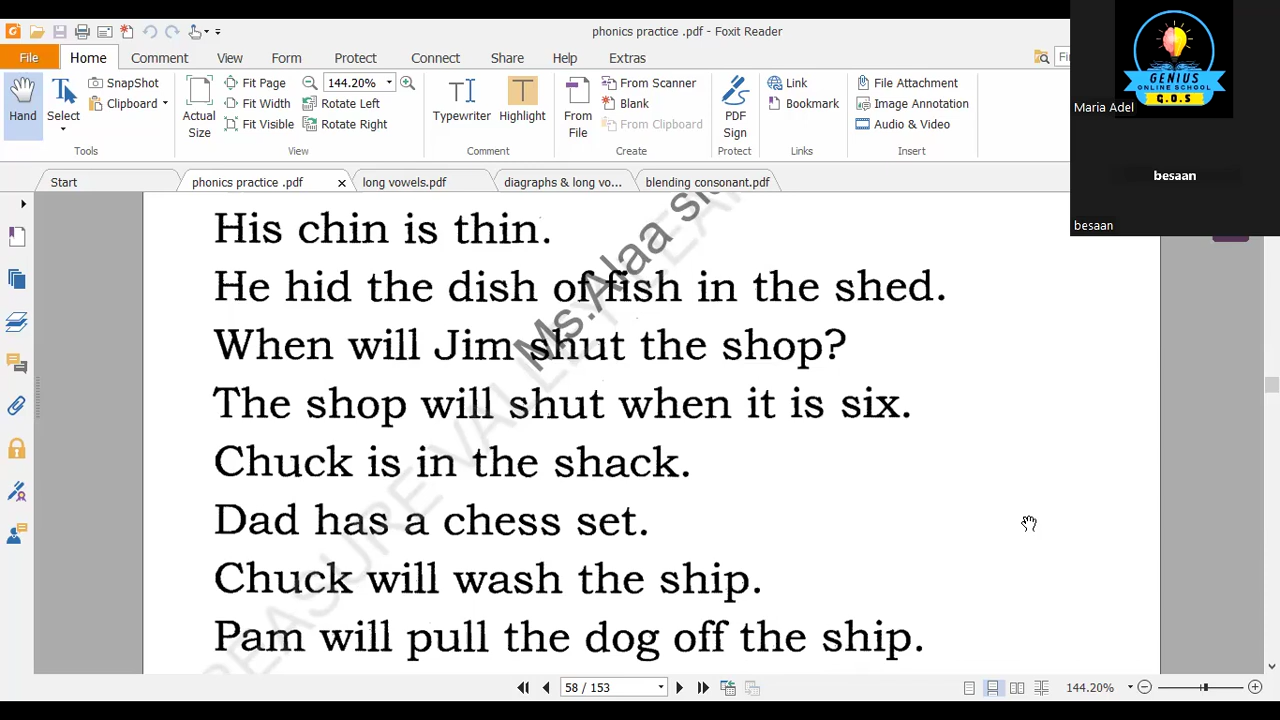 phonics practice .pdf - Foxit Reader
File Home Comment View Form Protect Connect Share Help Extras
Hand
Select
SnapShot
Clipboard
Tools
Actual Size
Fit Page
Fit Width
Fit Visible
144.20%
Rotate Left
Rotate Right
View
Typewriter
Highlight
Comment
From File
From Scanner
Blank
From Clipboard
Create
PDF Sign
Protect
Link
Bookmark
Links
File Attachment
Image Annotation
Audio & Video
Insert
GENIUS
ONLINE SCHOOL
G.O.S
Maria Adel
besaan
besaan
Start
phonics practice .pdf
long vowels.pdf
diagraphs & long vo...
blending consonant.pdf
His chin is thin.
He hid the dish of fish in the shed.
When will Jim shut the shop?
The shop will shut when it is six.
Chuck is in the shack.
Dad has a chess set.
Chuck will wash the ship.
Pam will pull the dog off the ship.
Ms.Alaa
58 / 153
144.20%